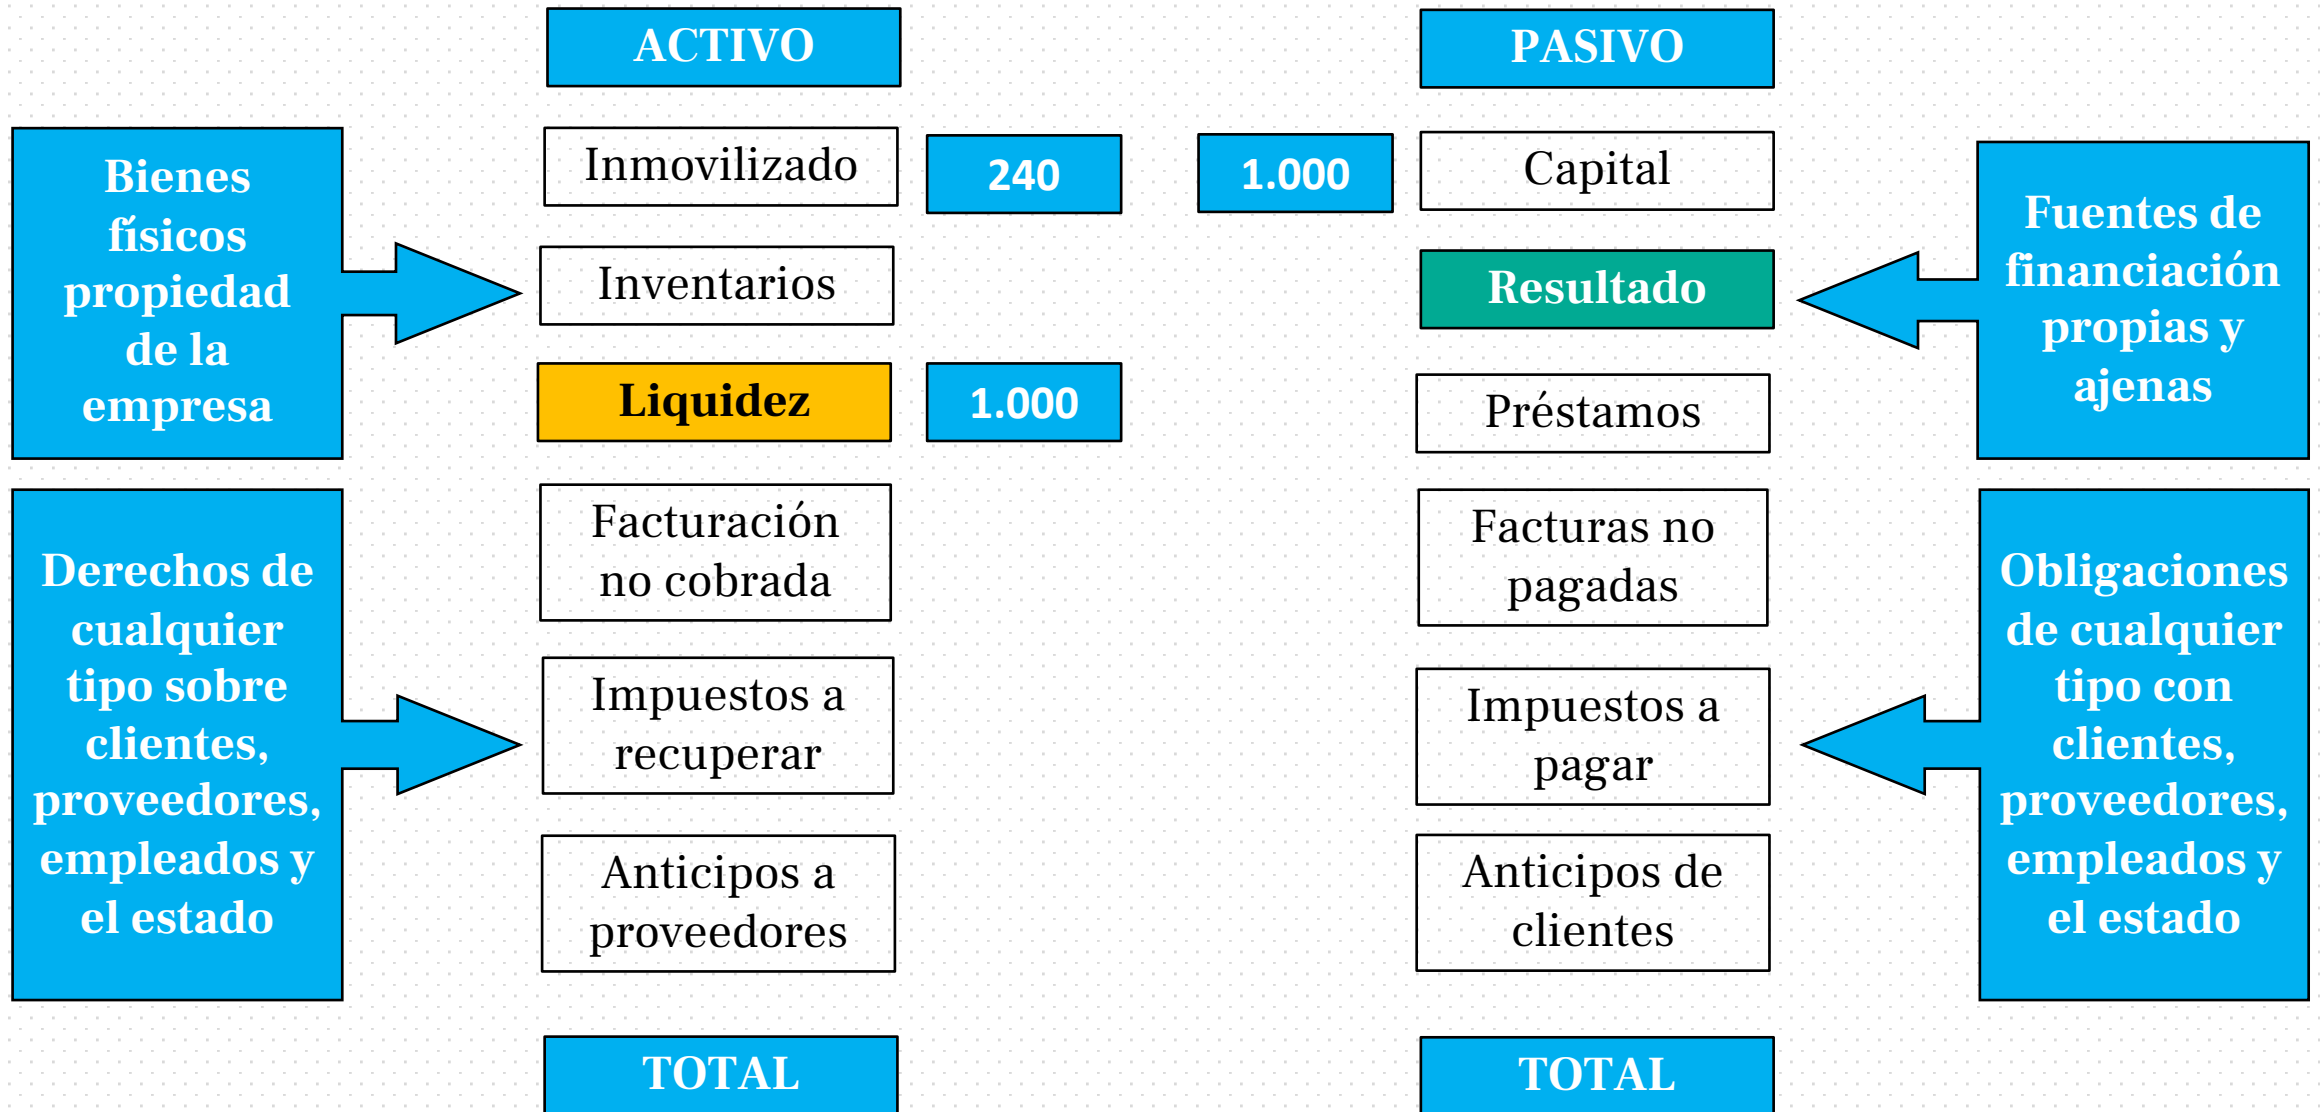 ACTIVO
PASIVO
Bienes
físicos
propiedad
de la
empresa
Inmovilizado
240
1.000
Capital
Fuentes de
financiación
propias y
ajenas
Inventarios
Resultado
Liquidez
1.000
Préstamos
Derechos de
cualquier
tipo sobre
clientes,
proveedores,
empleados y
el estado
Facturación
no cobrada
Facturas no
pagadas
Obligaciones
de cualquier
tipo con
clientes,
proveedores,
empleados y
el estado
Impuestos a
recuperar
Impuestos a
pagar
Anticipos a
proveedores
Anticipos de
clientes
TOTAL
TOTAL